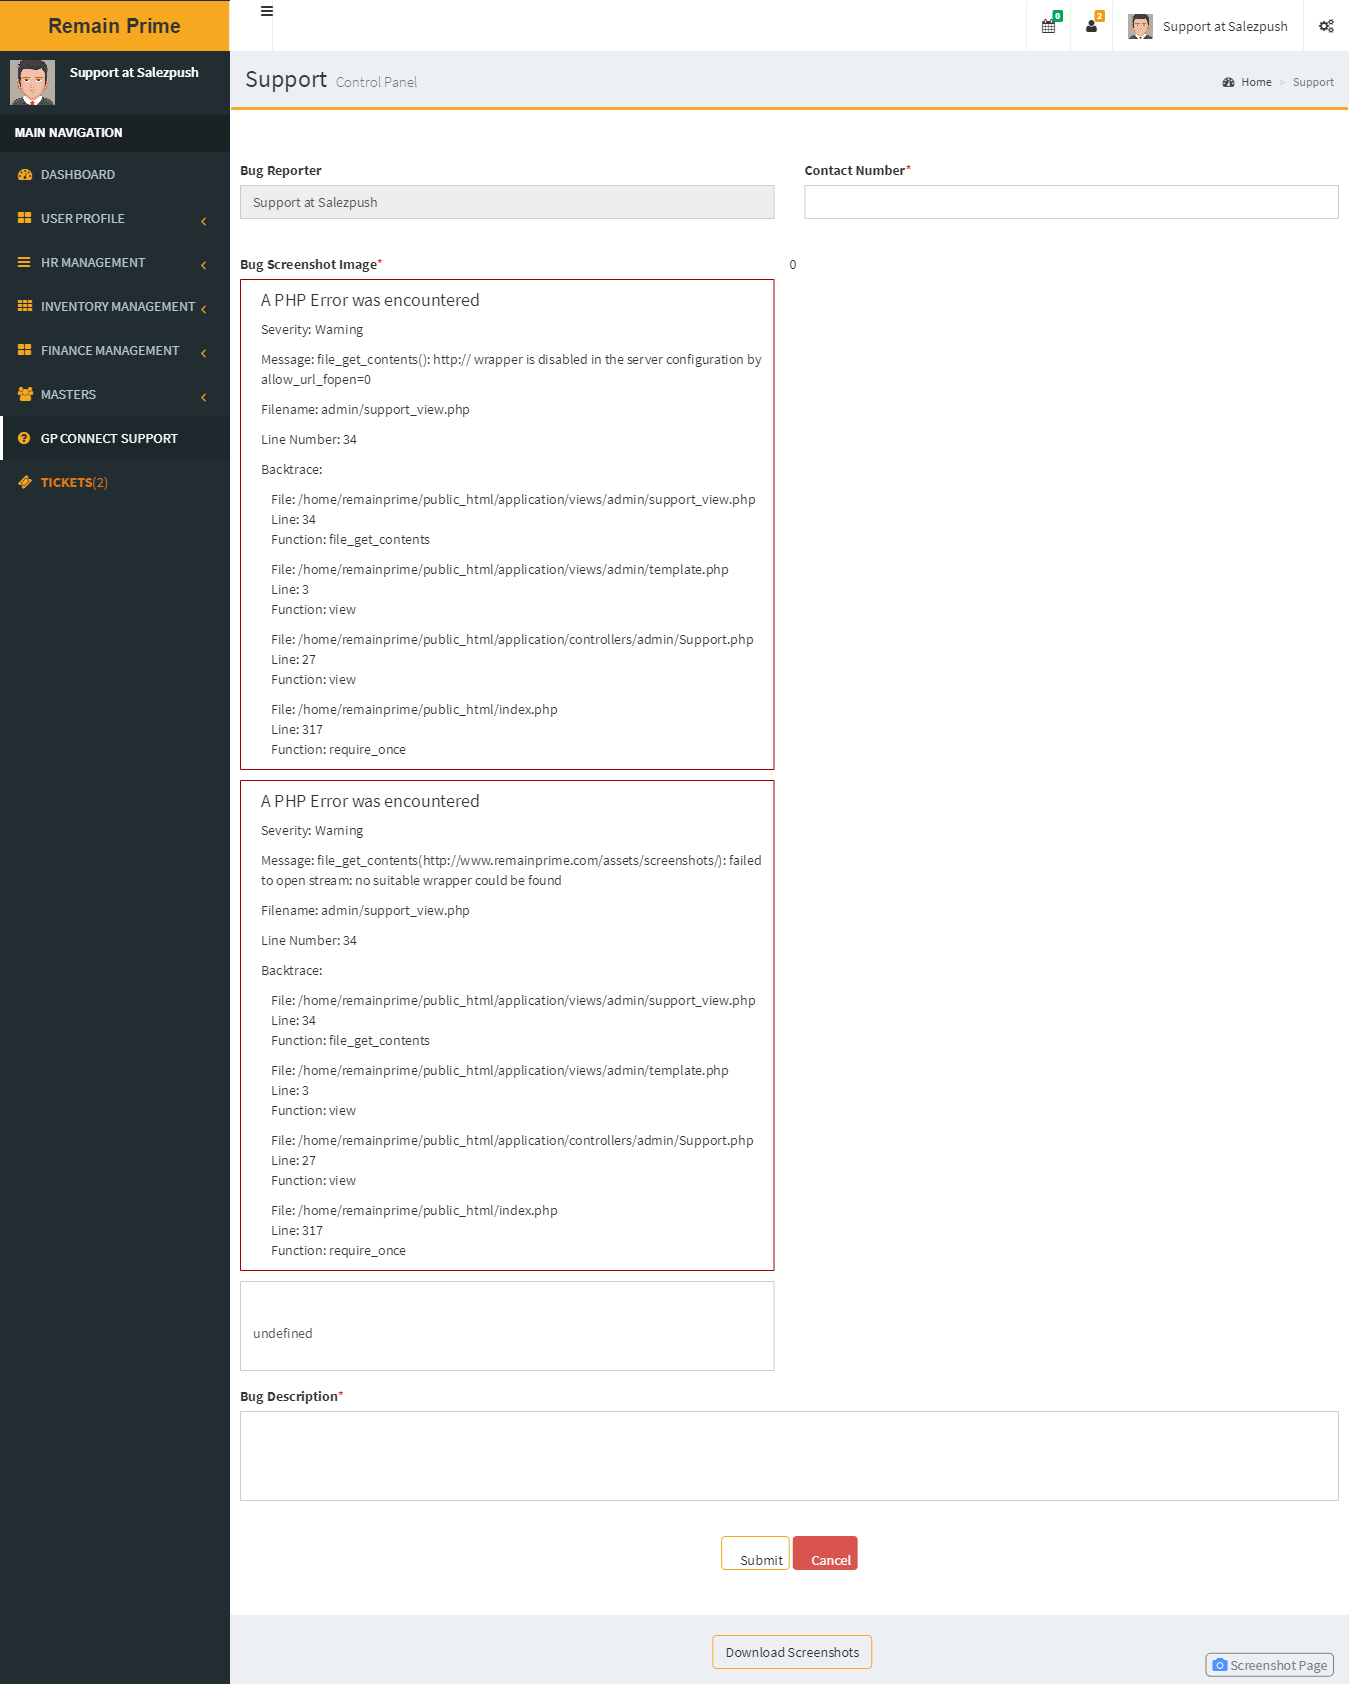 Remain Prime
0
2
Support at Salezpush
Support at Salezpush
Support Control Panel
Home > Support
MAIN NAVIGATION
DASHBOARD
USER PROFILE
HR MANAGEMENT
INVENTORY MANAGEMENT
FINANCE MANAGEMENT
MASTERS
GP CONNECT SUPPORT
TICKETS(2)
Bug Reporter
Support at Salezpush
Contact Number*
Bug Screenshot Image*
0
A PHP Error was encountered
Severity: Warning
Message: file_get_contents(): http:// wrapper is disabled in the server configuration by
allow_url_fopen=0
Filename: admin/support_view.php
Line Number: 34
Backtrace:
File: /home/remainprime/public_html/application/views/admin/support_view.php
Line: 34
Function: file_get_contents
File: /home/remainprime/public_html/application/views/admin/template.php
Line: 3
Function: view
File: /home/remainprime/public_html/application/controllers/admin/Support.php
Line: 27
Function: view
File: /home/remainprime/public_html/index.php
Line: 317
Function: require_once
A PHP Error was encountered
Severity: Warning
Message: file_get_contents(http://www.remainprime.com/assets/screenshots/): failed
to open stream: no suitable wrapper could be found
Filename: admin/support_view.php
Line Number: 34
Backtrace:
File: /home/remainprime/public_html/application/views/admin/support_view.php
Line: 34
Function: file_get_contents
File: /home/remainprime/public_html/application/views/admin/template.php
Line: 3
Function: view
File: /home/remainprime/public_html/application/controllers/admin/Support.php
Line: 27
Function: view
File: /home/remainprime/public_html/index.php
Line: 317
Function: require_once
undefined
Bug Description*
Submit
Cancel
Download Screenshots
Screenshot Page